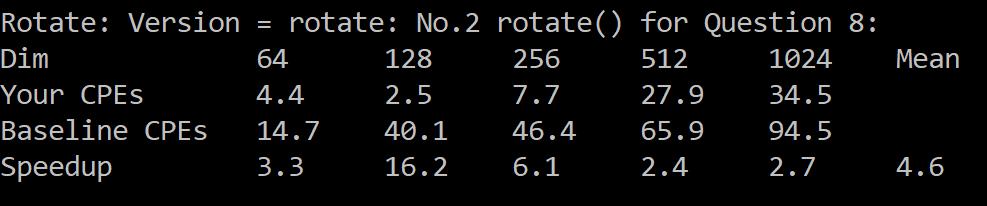 Rotate: Version = rotate: No.2 rotate() for Question 8:
Dim 64 128 256 512 1024 Mean
Your CPEs 4.4 2.5 7.7 27.9 34.5
Baseline CPEs 14.7 40.1 46.4 65.9 94.5
Speedup 3.3 16.2 6.1 2.4 2.7 4.6